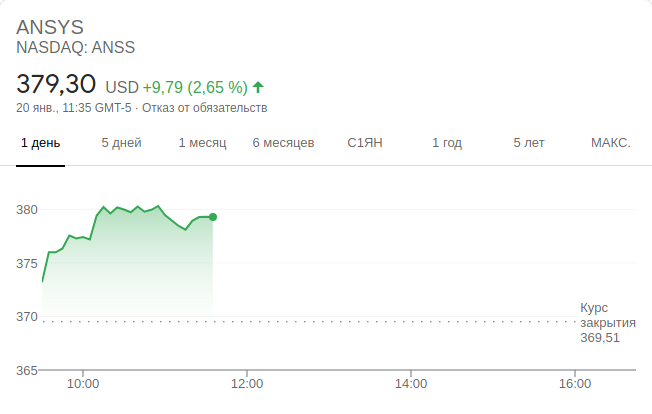 ANSYS
NASDAQ: ANSS
379,30 USD +9,79 (2,65 %)
20 янв., 11:35 GMT-5 · Отказ от обязательств
1 день 5 дней 1 месяц 6 месяцев С1ЯН 1 год 5 лет МАКС.
380
375
370
365
Курс
закрытия
369,51
10:00 12:00 14:00 16:00